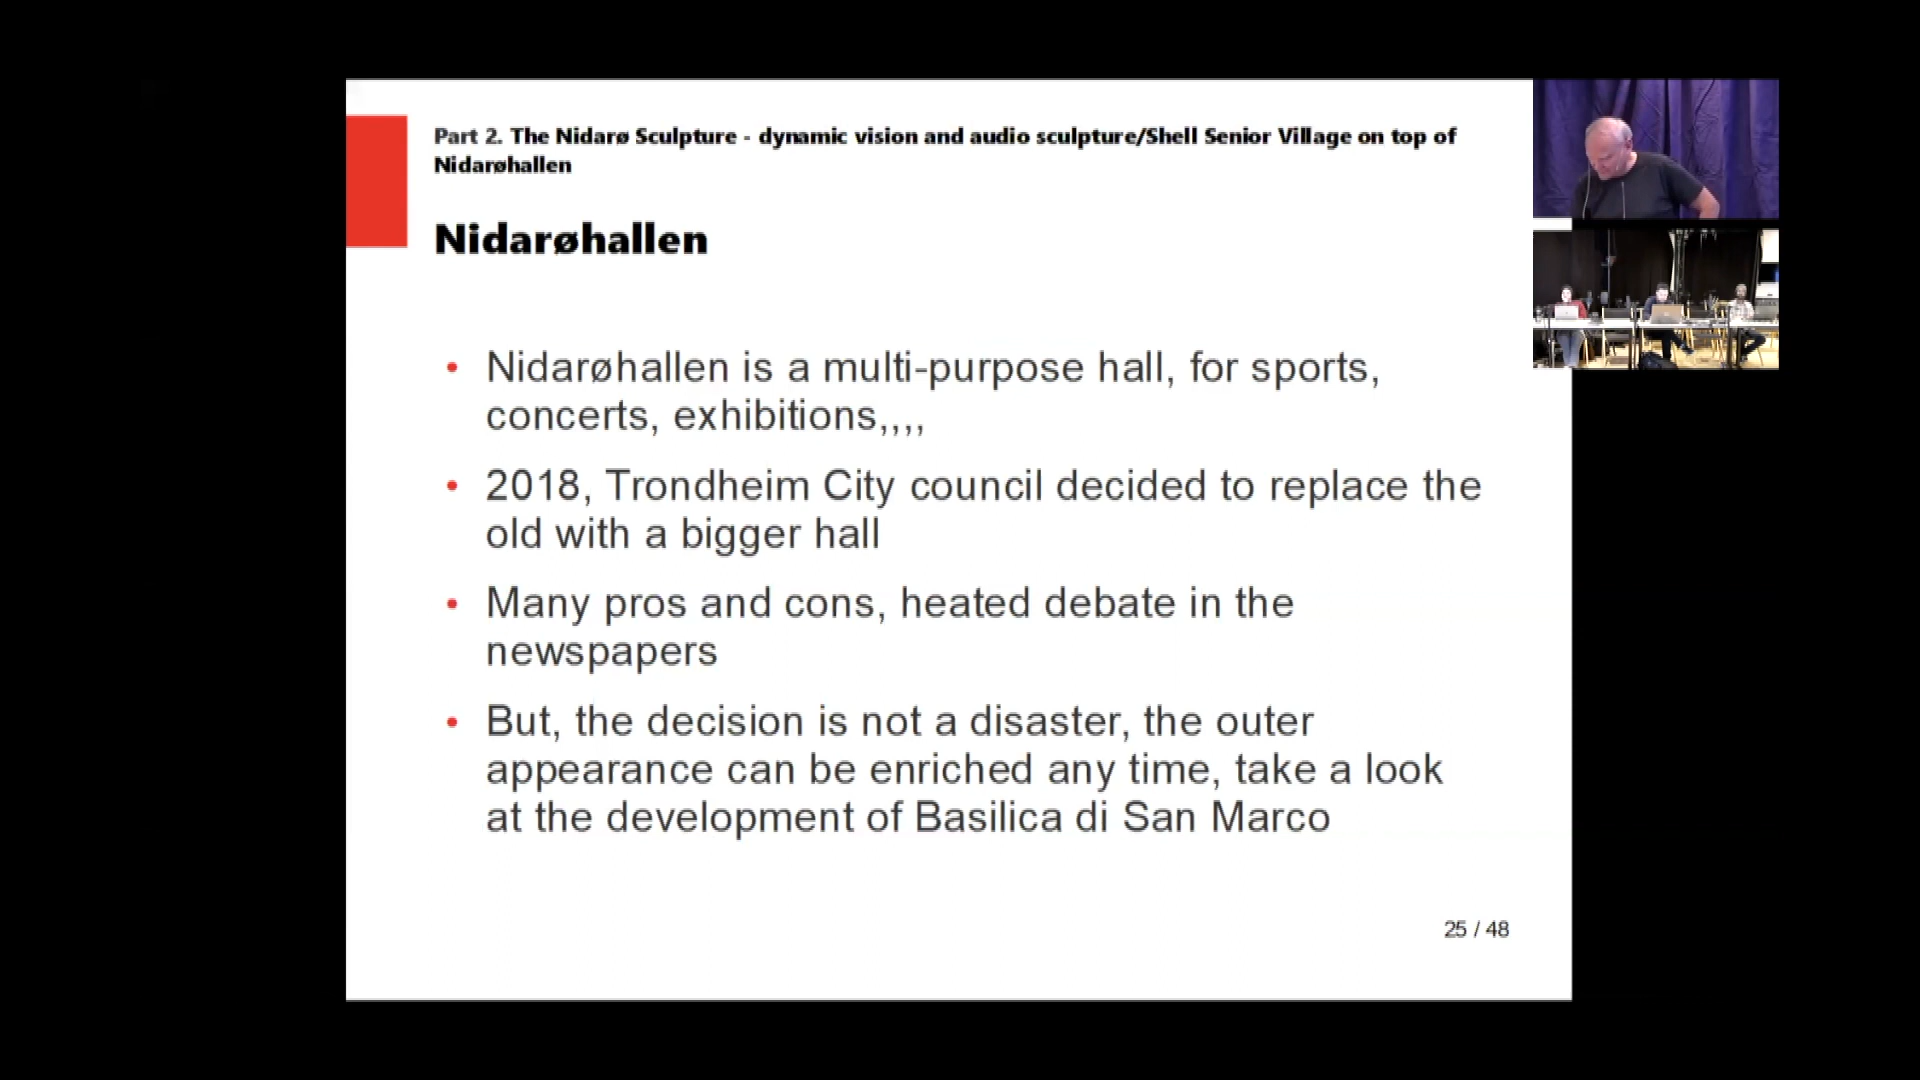 Part 2. The Nidarø Sculpture - dynamic vision and audio sculpture/Shell Senior Village on top of
Nidarøhallen
Nidarøhallen
• Nidarøhallen is a multi-purpose hall, for sports,
concerts, exhibitions,,,,
• 2018, Trondheim City council decided to replace the
old with a bigger hall
• Many pros and cons, heated debate in the
newspapers
• But, the decision is not a disaster, the outer
appearance can be enriched any time, take a look
at the development of Basilica di San Marco
25 / 48